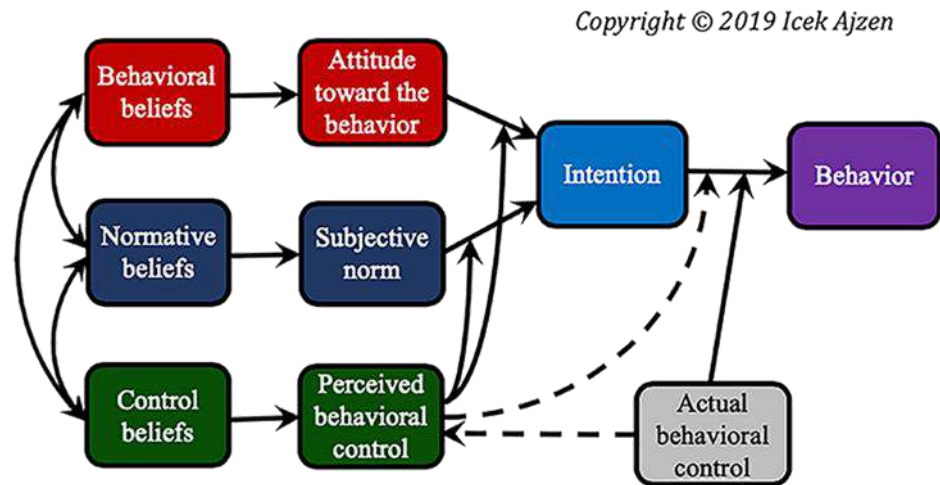 Copyright © 2019 Icek Ajzen
Behavioral
beliefs
Attitude
toward the
behavior
Intention
Behavior
Normative
beliefs
Subjective
norm
Control
beliefs
Perceived
behavioral
control
Actual
behavioral
control